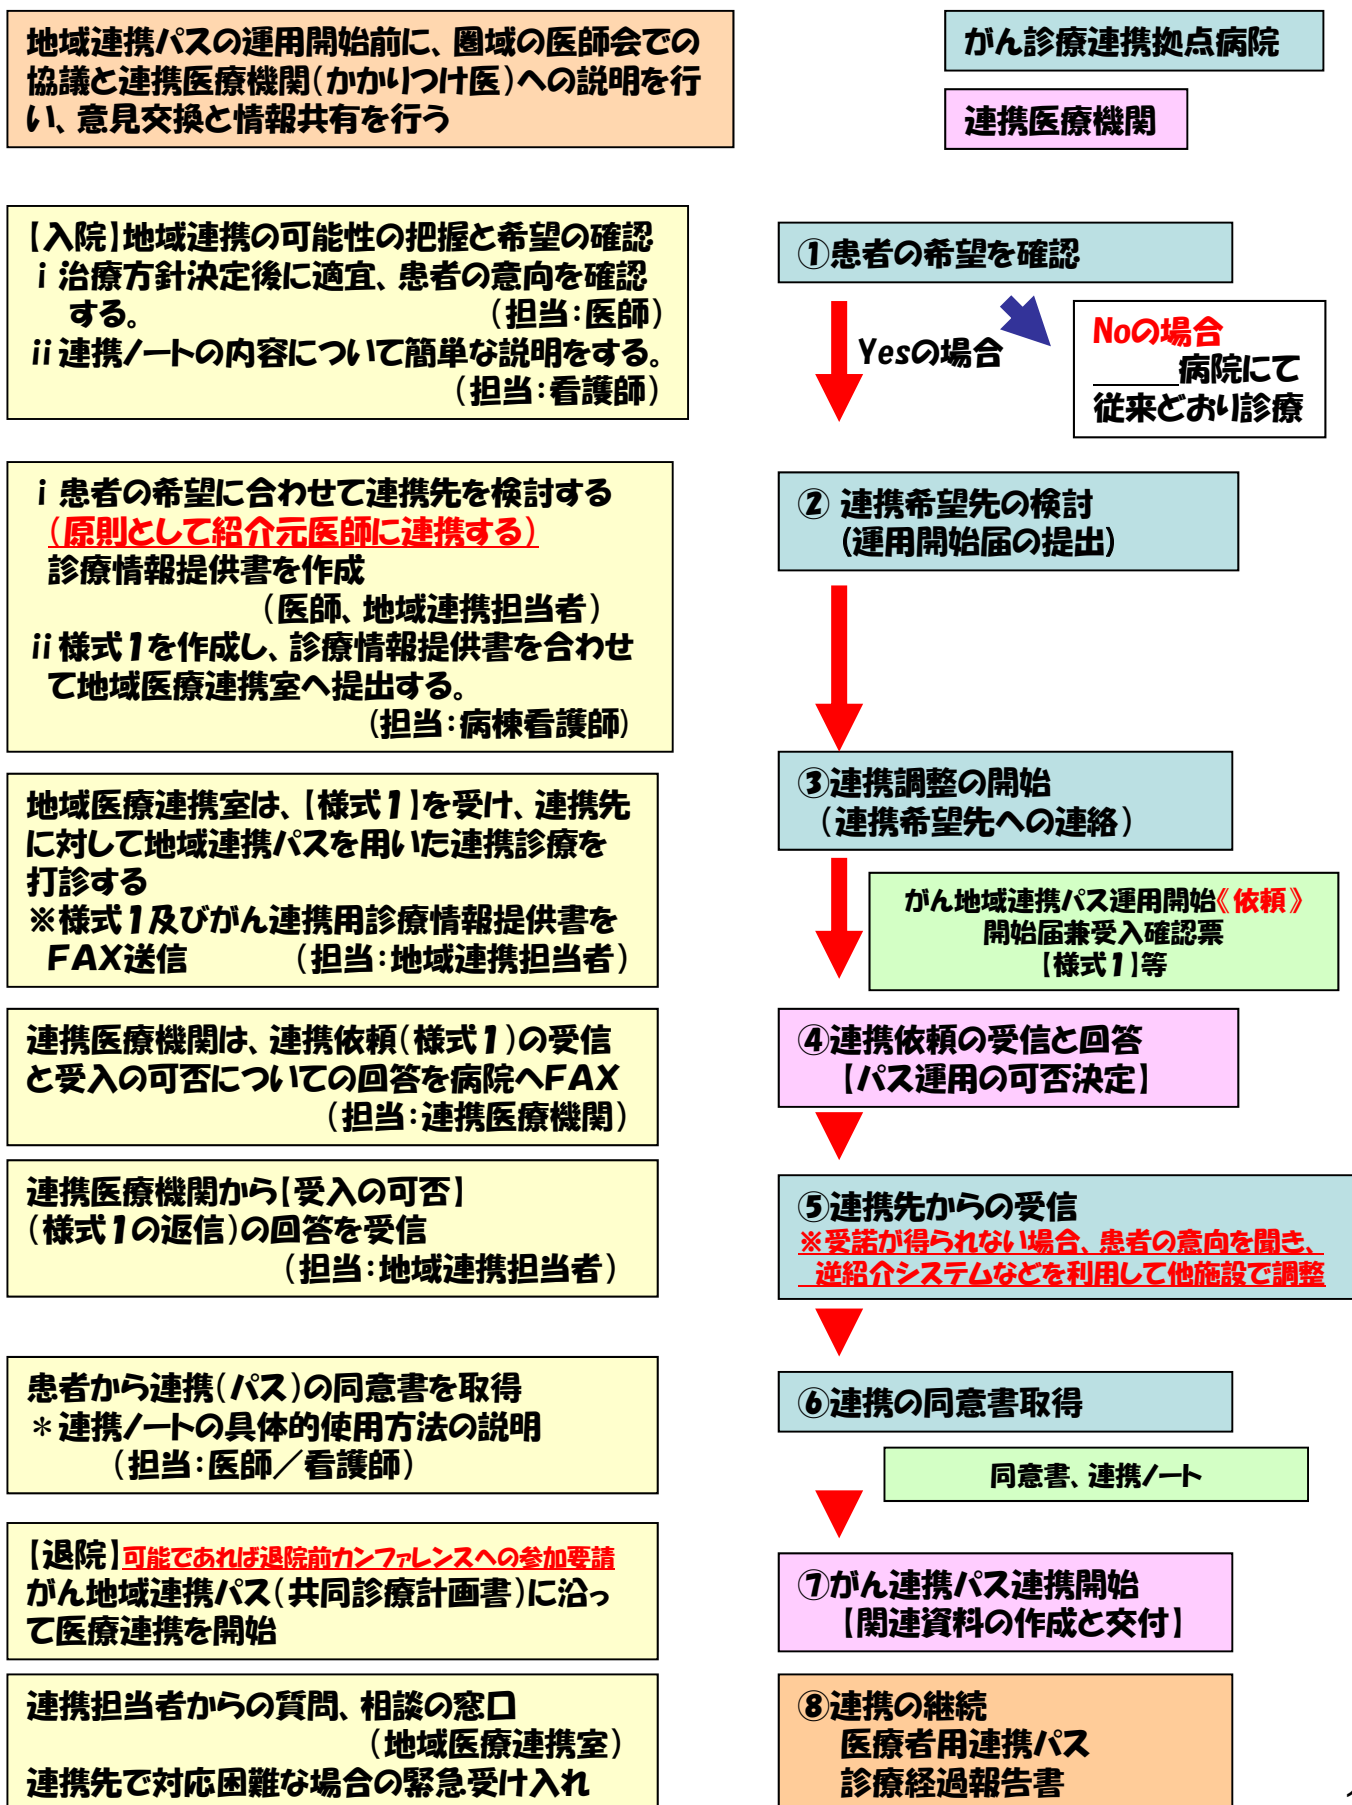 地域連携パスの運用開始前に、圏域の医師会での
協議と連携医療機関(かかりつけ医)への説明を行
い、意見交換と情報共有を行う
がん診療連携拠点病院
連携医療機関
【入院】地域連携の可能性の把握と希望の確認
ⅰ治療方針決定後に適宜、患者の意向を確認
する。　（担当：医師）
ⅱ連携ノートの内容について簡単な説明をする。
（担当：看護師）
①患者の希望を確認
Yesの場合
Noの場合
______病院にて
従来どおり診療
ⅰ患者の希望に合わせて連携先を検討する
（原則として紹介元医師に連携する）
診療情報提供書を作成
（医師、地域連携担当者）
ⅱ様式1を作成し、診療情報提供書を合わせ
て地域医療連携室へ提出する。
(担当：病棟看護師)
② 連携希望先の検討
(運用開始届の提出)
地域医療連携室は、【様式1】を受け、連携先
に対して地域連携パスを用いた連携診療を
打診する
※様式1及びがん連携用診療情報提供書を
FAX送信　（担当：地域連携担当者）
③連携調整の開始
（連携希望先への連絡）
がん地域連携パス運用開始《依頼》
開始届兼受入確認票
【様式1】等
連携医療機関は、連携依頼(様式1)の受信
と受入の可否についての回答を病院へFAX
（担当：連携医療機関）
④連携依頼の受信と回答
【パス運用の可否決定】
連携医療機関から【受入の可否】
(様式1の返信)の回答を受信
（担当：地域連携担当者）
⑤連携先からの受信
※受諾が得られない場合、患者の意向を聞き、
逆紹介システムなどを利用して他施設で調整
患者から連携(パス)の同意書を取得
＊連携ノートの具体的使用方法の説明
（担当：医師／看護師）
⑥連携の同意書取得
同意書、連携ノート
【退院】可能であれば退院前カンファレンスへの参加要請
がん地域連携パス(共同診療計画書)に沿っ
て医療連携を開始
⑦がん連携パス連携開始
【関連資料の作成と交付】
連携担当者からの質問、相談の窓口
（地域医療連携室）
連携先で対応困難な場合の緊急受け入れ
⑧連携の継続
医療者用連携パス
診療経過報告書